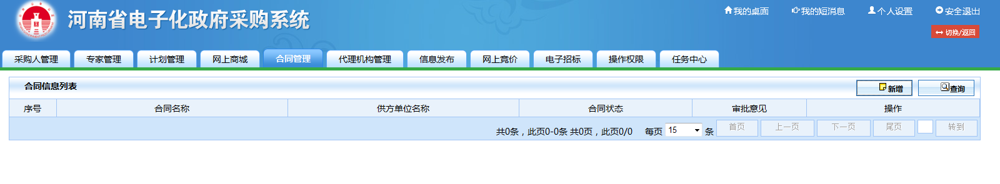 河南省电子化政府采购系统
我的桌面 我的短消息 个人设置 安全退出
切换/返回
采购人管理 专家管理 计划管理 网上商城 合同管理 代理机构管理 信息发布 网上竞价 电子招标 操作权限 任务中心
合同信息列表 新增 查询
序号 合同名称 供方单位名称 合同状态 审批意见 操作
共0条，此页0-0条 共0页，此页0/0 每页 15 条 首页 上一页 下一页 尾页 转到